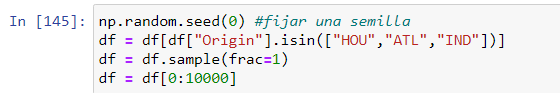 In [145]: np.random.seed(0) #fijar una semilla
df = df[df["Origin"].isin(["HOU","ATL","IND"])]
df = df.sample(frac=1)
df = df[0:10000]